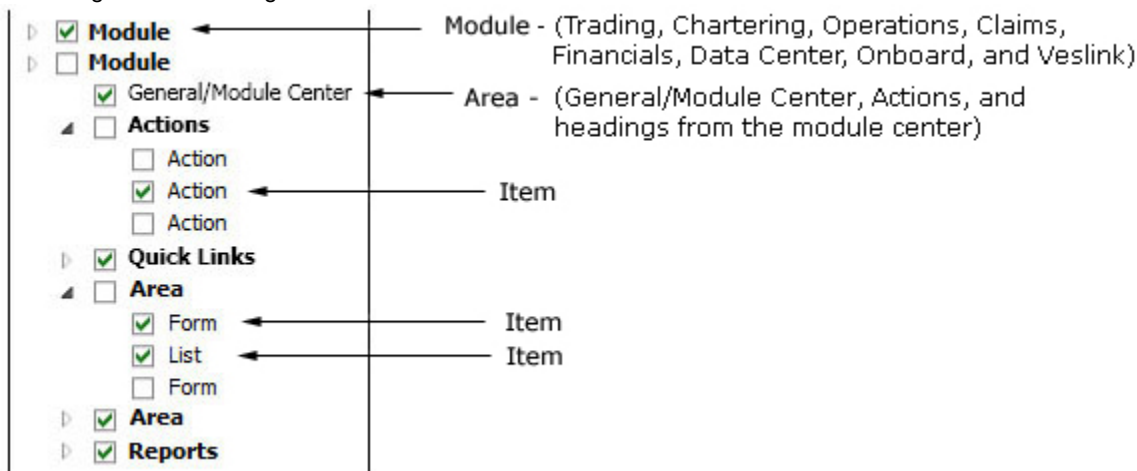 Module
Module - (Trading, Chartering, Operations, Claims,
Financials, Data Center, Onboard, and Veslink)
Module
General/Module Center
Area - (General/Module Center, Actions, and
headings from the module center)
Actions
Action
Action
Item
Action
Quick Links
Area
Form
Item
List
Item
Form
Area
Reports